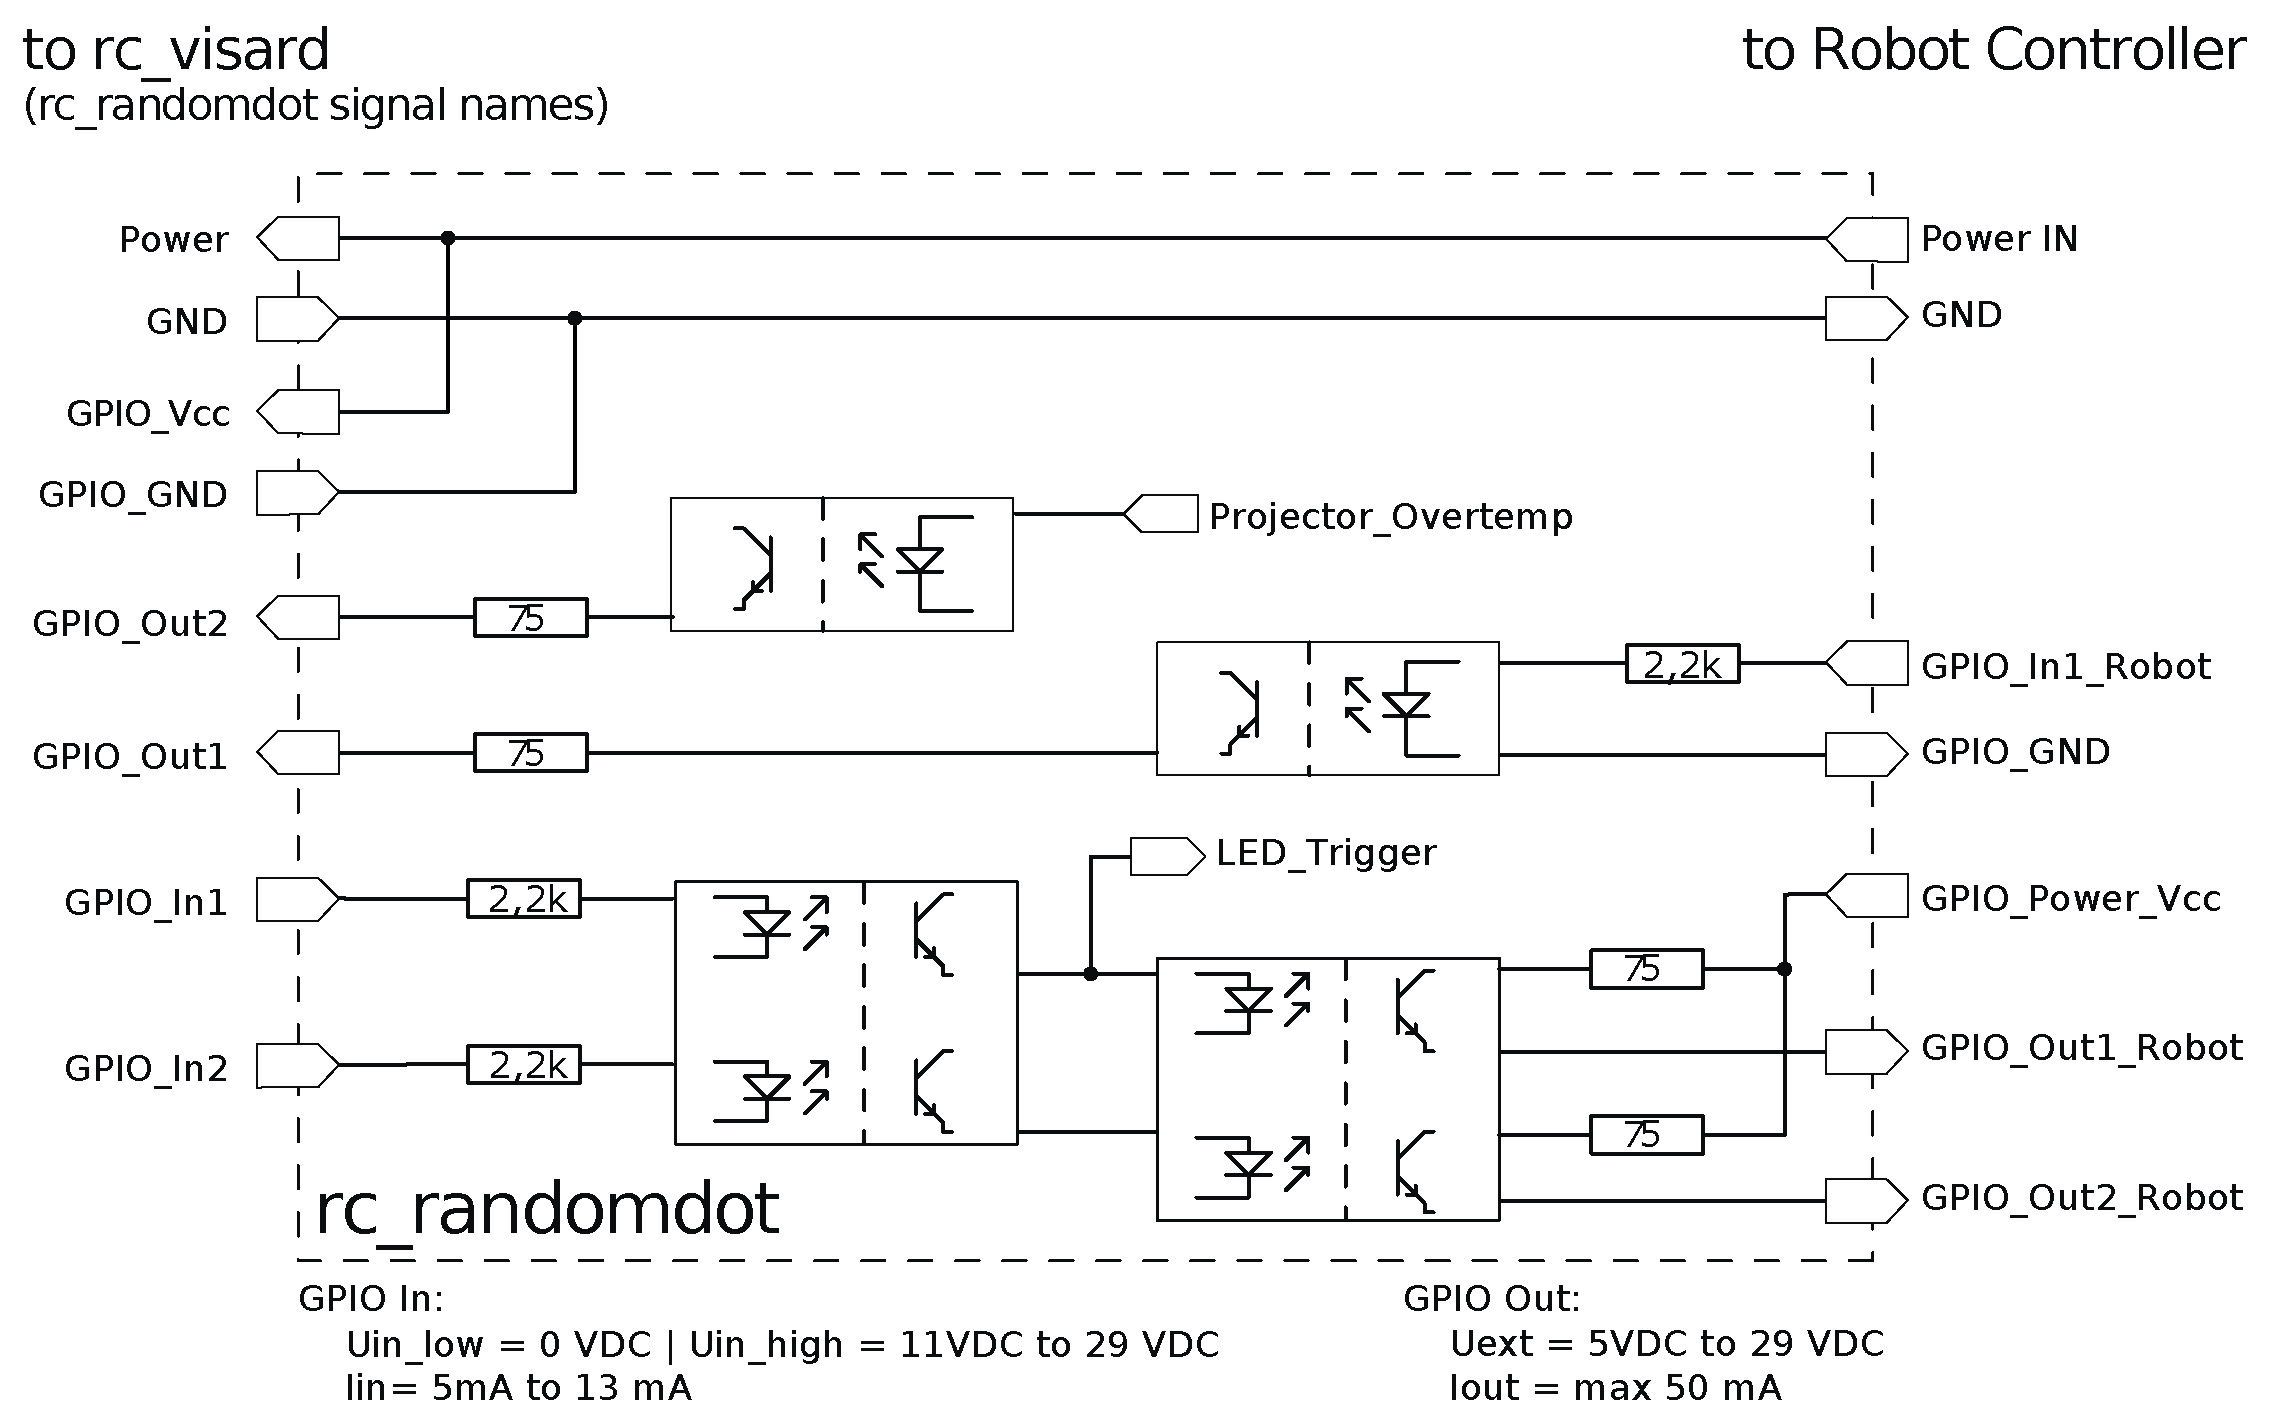 to rc_visard
(rc_randomdot signal names)
to Robot Controller
Power
Power IN
GND
GND
GPIO_Vcc
GPIO_GND
Projector_Overtemp
GPIO_Out2
75
2,2k
GPIO_In1_Robot
GPIO_Out1
75
GPIO_GND
LED_Trigger
GPIO_In1
2,2k
GPIO_Power_Vcc
75
GPIO_Out1_Robot
GPIO_In2
2,2k
75
GPIO_Out2_Robot
rc_randomdot
GPIO In:
Uin_low = 0 VDC | Uin_high = 11VDC to 29 VDC
Iin= 5mA to 13 mA
GPIO Out:
Uext = 5VDC to 29 VDC
Iout = max 50 mA